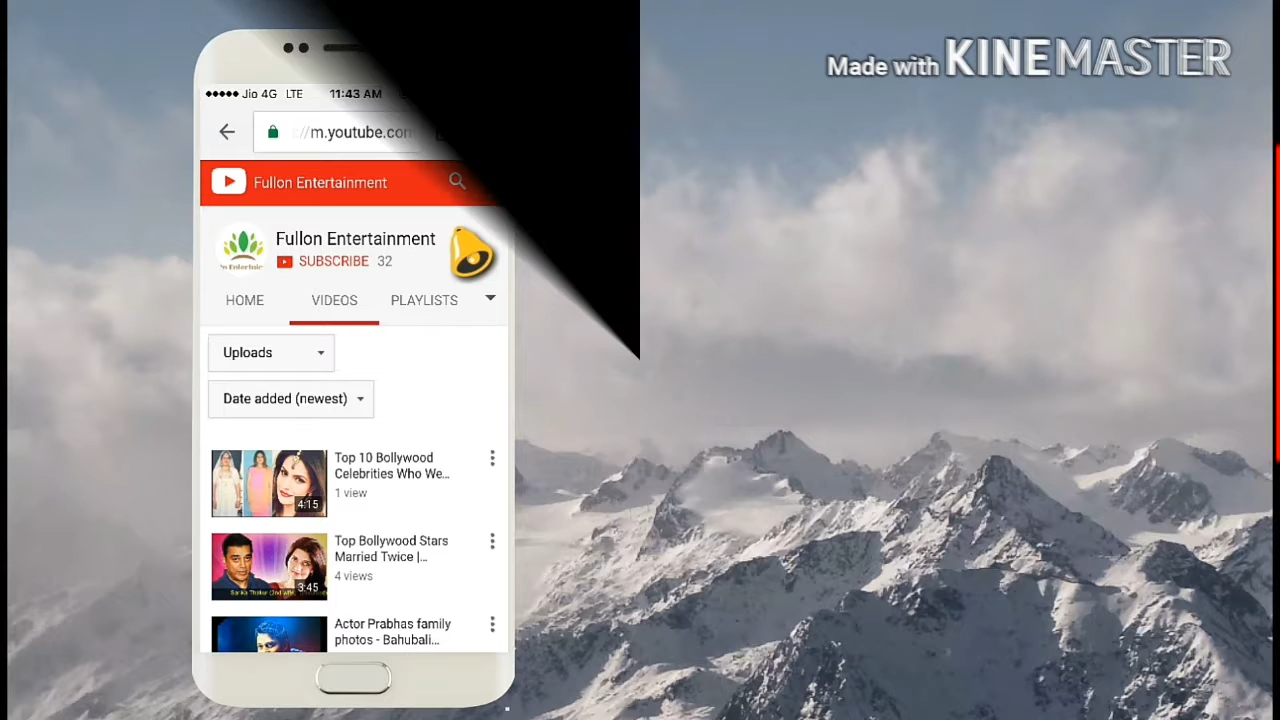 Made with KINEMASTER
Jio 4G LTE 11:43 AM
://m.youtube.com
Fullon Entertainment
Fullon Entertainment
SUBSCRIBE 32
HOME VIDEOS PLAYLISTS
Uploads
Date added (newest)
Top 10 Bollywood
Celebrities Who We...
1 view
4:15
Top Bollywood Stars
Married Twice |...
4 views
3:45
Actor Prabhas family
photos - Bahubali...